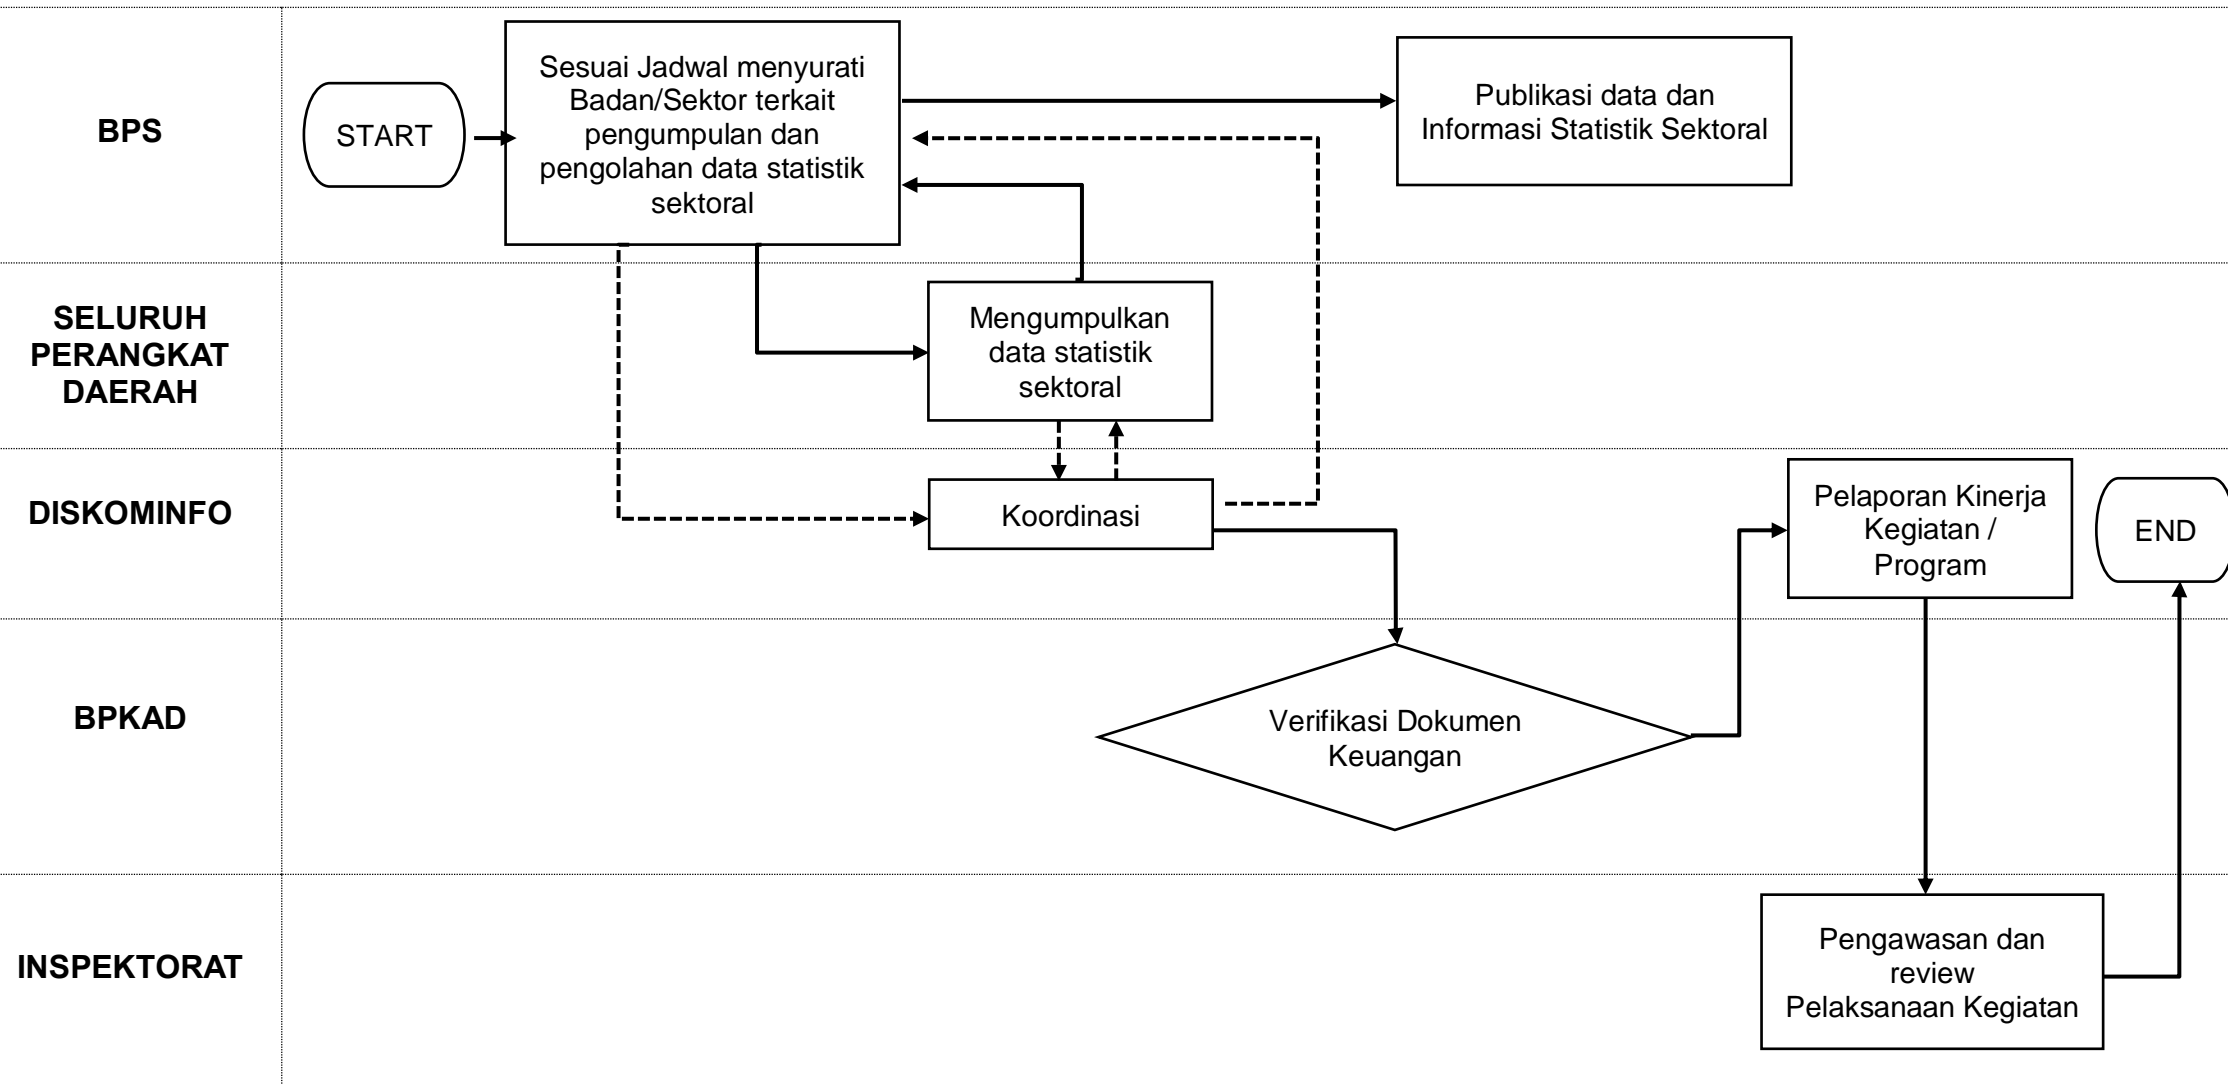 BPS
START
Sesuai Jadwal menyurati
Badan/Sektor terkait
pengumpulan dan
pengolahan data statistik
sektoral
Publikasi data dan
Informasi Statistik Sektoral
SELURUH
PERANGKAT
DAERAH
Mengumpulkan
data statistik
sektoral
DISKOMINFO
Koordinasi
Pelaporan Kinerja
Kegiatan /
Program
END
BPKAD
Verifikasi Dokumen
Keuangan
INSPEKTORAT
Pengawasan dan
review
Pelaksanaan Kegiatan